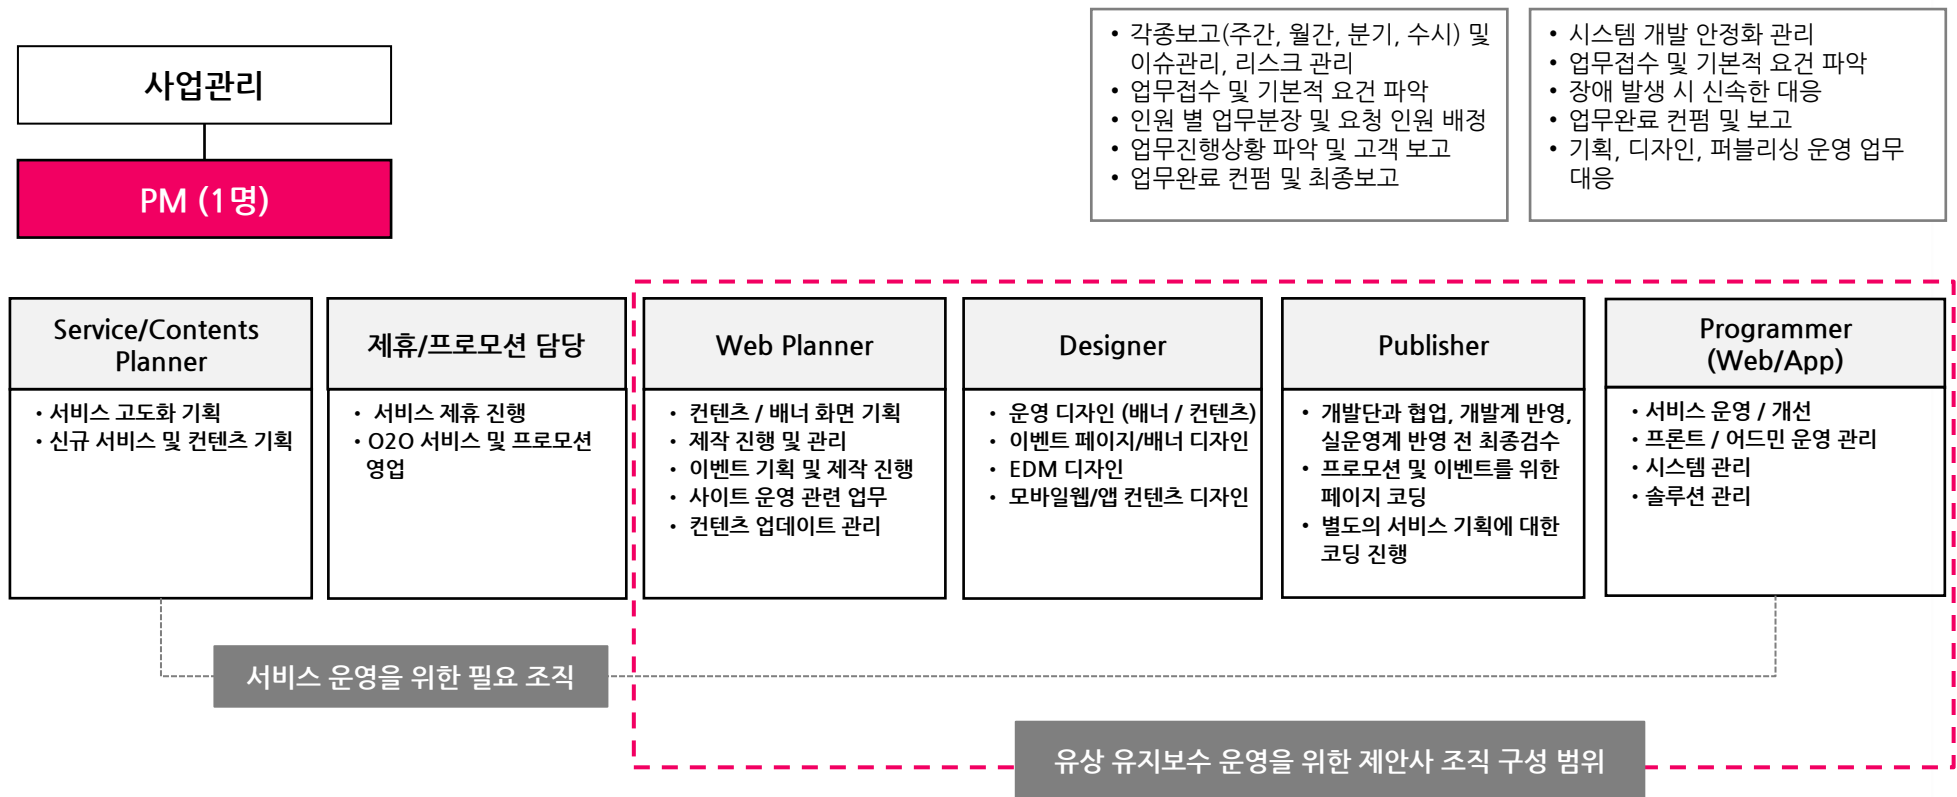 사업관리
PM (1명)
• 각종보고(주간, 월간, 분기, 수시) 및
이슈관리, 리스크 관리
• 업무접수 및 기본적 요건 파악
• 인원 별 업무분장 및 요청 인원 배정
• 업무진행상황 파악 및 고객 보고
• 업무완료 컨펌 및 최종보고
• 시스템 개발 안정화 관리
• 업무접수 및 기본적 요건 파악
• 장애 발생 시 신속한 대응
• 업무완료 컨펌 및 보고
• 기획, 디자인, 퍼블리싱 운영 업무
대응
Service/Contents
Planner
• 서비스 고도화 기획
• 신규 서비스 및 컨텐츠 기획
제휴/프로모션 담당
• 서비스 제휴 진행
• O2O 서비스 및 프로모션
영업
Web Planner
• 컨텐츠 / 배너 화면 기획
• 제작 진행 및 관리
• 이벤트 기획 및 제작 진행
• 사이트 운영 관련 업무
• 컨텐츠 업데이트 관리
Designer
• 운영 디자인 (배너 / 컨텐츠)
• 이벤트 페이지/배너 디자인
• EDM 디자인
• 모바일웹/앱 컨텐츠 디자인
Publisher
• 개발단과 협업, 개발계 반영,
실운영계 반영 전 최종검수
• 프로모션 및 이벤트를 위한
페이지 코딩
• 별도의 서비스 기획에 대한
코딩 진행
Programmer
(Web/App)
• 서비스 운영 / 개선
• 프론트 / 어드민 운영 관리
• 시스템 관리
• 솔루션 관리
서비스 운영을 위한 필요 조직
유상 유지보수 운영을 위한 제안사 조직 구성 범위